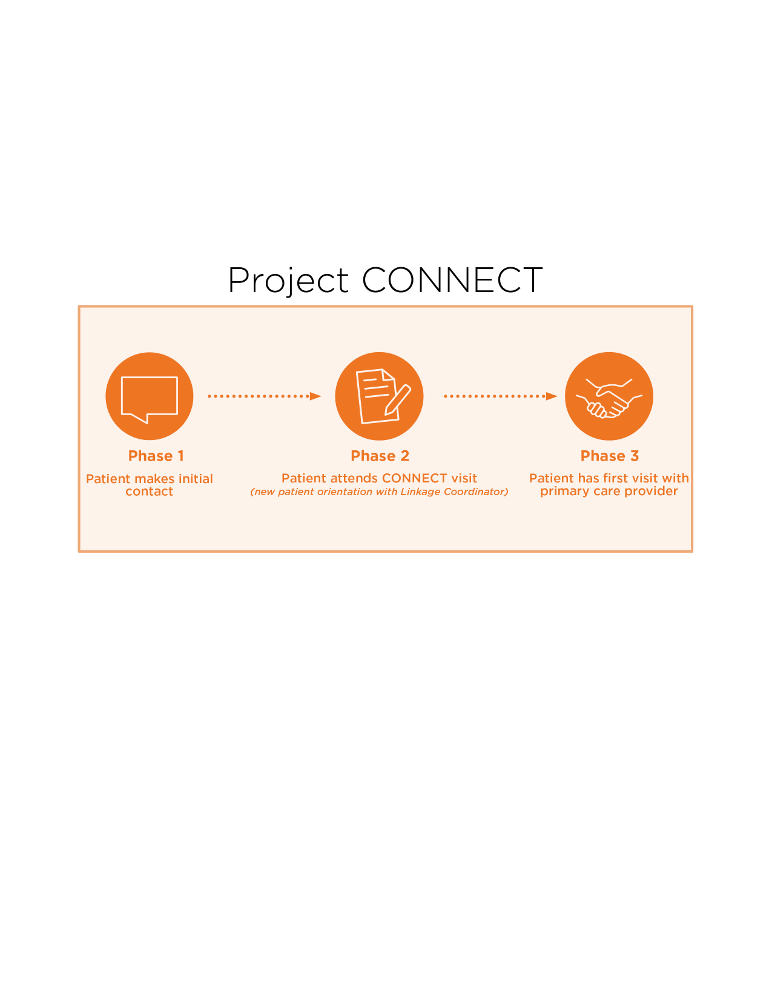 Project CONNECT
Phase 1
Patient makes initial
contact
Phase 2
Patient attends CONNECT visit
(new patient orientation with Linkage Coordinator)
Phase 3
Patient has first visit with
primary care provider